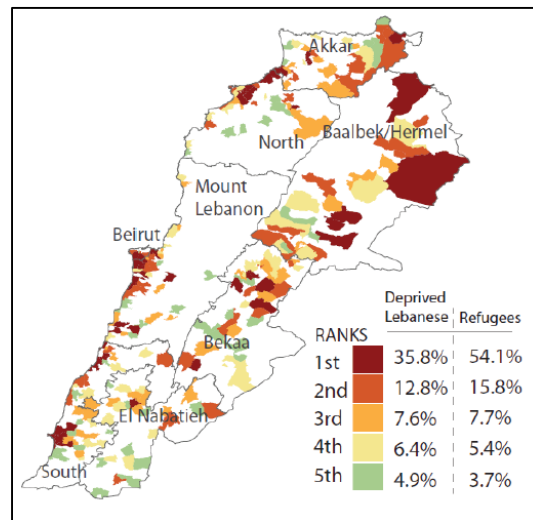 Akkar
North
Baalbek/Hermel
Mount
Lebanon
Beirut
Bekaa
El Nabatieh
South
Deprived
Lebanese
Refugees
RANKS
1st 35.8% 54.1%
2nd 12.8% 15.8%
3rd 7.6% 7.7%
4th 6.4% 5.4%
5th 4.9% 3.7%